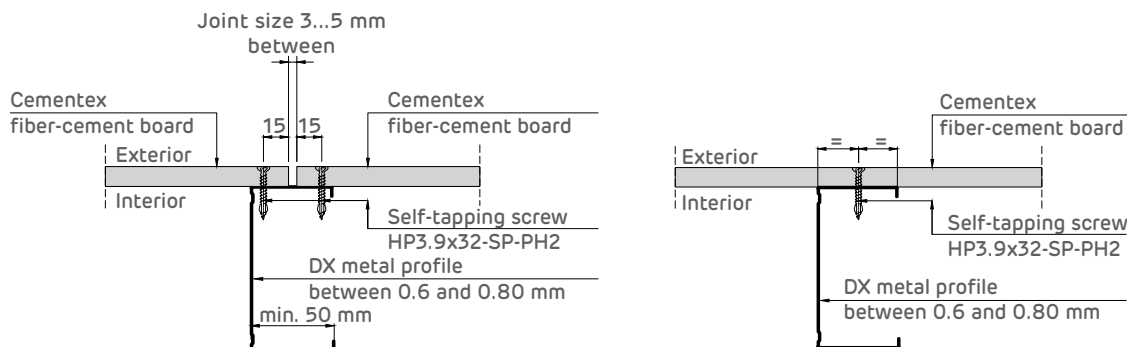 Joint size 3...5 mm
between
Cementex
fiber-cement board
15 15
Cementex
fiber-cement board
Exterior
Interior
Self-tapping screw
HP3.9x32-SP-PH2
DX metal profile
between 0.6 and 0.80 mm
min. 50 mm
Cementex
fiber-cement board
= =
Exterior
Interior
Self-tapping screw
HP3.9x32-SP-PH2
DX metal profile
between 0.6 and 0.80 mm